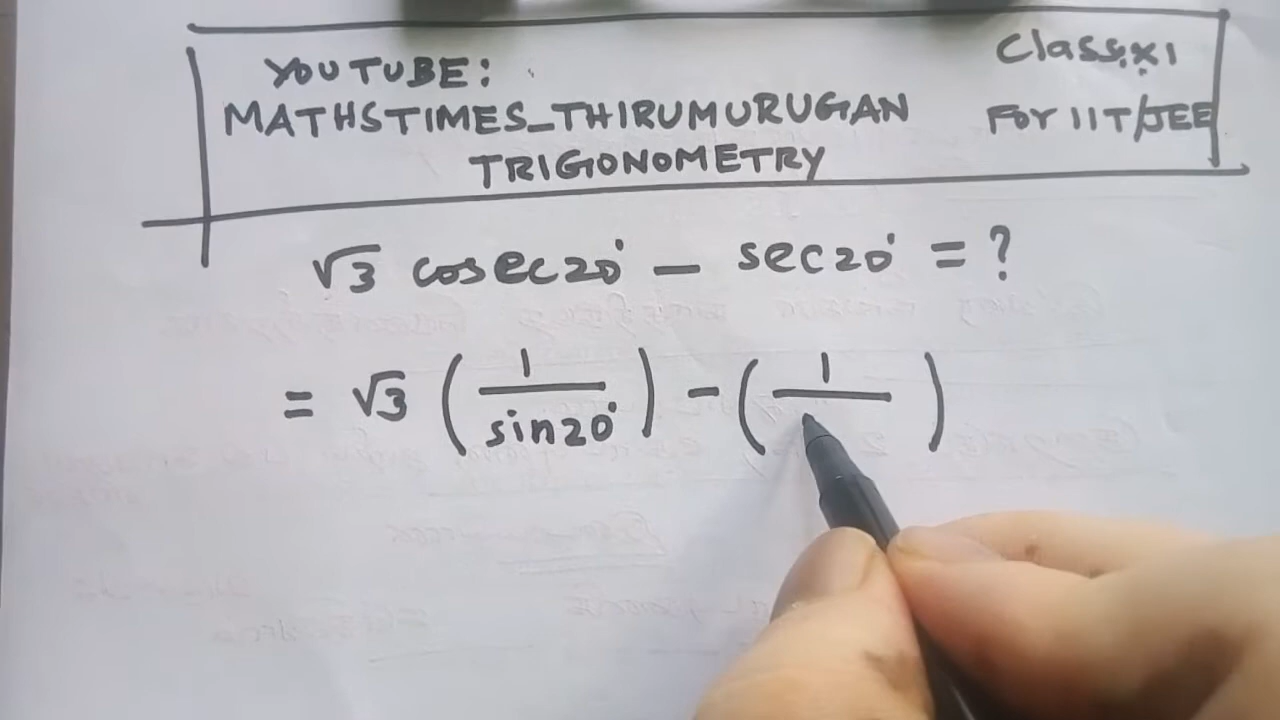 YOUTUBE:
MATHSTIMES_THIRUMURUGAN
TRIGONOMETRY
Class:XI
For IIT/JEE
√3 cosec20° - sec20° = ?
= √3 (1/sin20°) - (1/ )